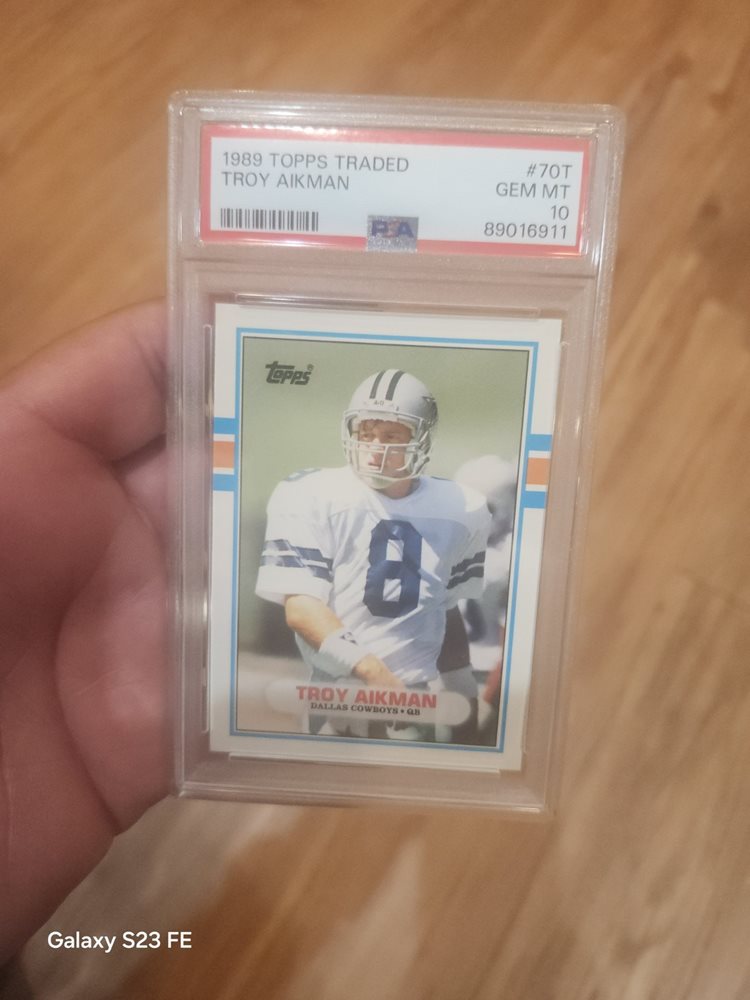 1989 TOPPS TRADED #70T
TROY AIKMAN GEM MT
10
PSA 89016911
topps®
8
8
TROY AIKMAN
DALLAS COWBOYS • QB
Galaxy S23 FE